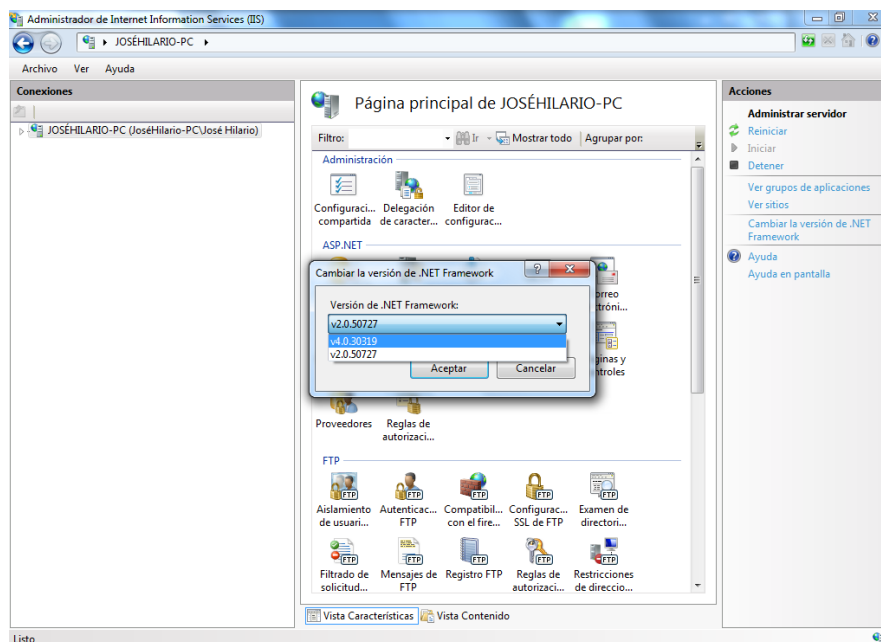 Administrador de Internet Information Services (IIS)
JOSÉHILARIO-PC
Archivo Ver Ayuda
Conexiones
JOSÉHILARIO-PC (JoséHilario-PC\José Hilario)
Página principal de JOSÉHILARIO-PC
Filtro: Ir Mostrar todo Agrupar por:
Administración
Configuraci... Delegación Editor de
compartida de caracter... configurac...
ASP.NET
Cambiar la versión de .NET Framework
Versión de .NET Framework:
v2.0.50727
v4.0.30319
v2.0.50727
Aceptar Cancelar
Proveedores Reglas de
autorizaci...
FTP
Aislamiento Autenticac... Compatibil... Configurac... Examen de
de usuari... FTP con el fire... SSL de FTP directori...
Filtrado de Mensajes de Registro FTP Reglas de Restricciones
solicitud... FTP autorizaci... de direccio...
Vista Características Vista Contenido
Acciones
Administrar servidor
Reiniciar
Iniciar
Detener
Ver grupos de aplicaciones
Ver sitios
Cambiar la versión de .NET
Framework
Ayuda
Ayuda en pantalla
Listo